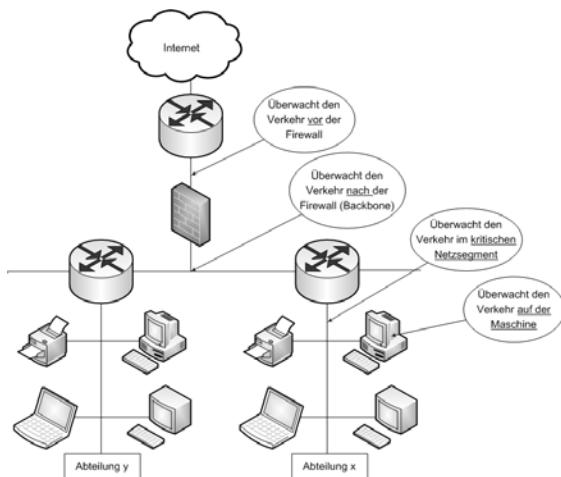 Internet
Überwacht den
Verkehr vor der
Firewall
Überwacht den
Verkehr nach der
Firewall (Backbone)
Überwacht den
Verkehr im kritischen
Netzsegment
Überwacht den
Verkehr auf der
Maschine
Abteilung y
Abteilung x